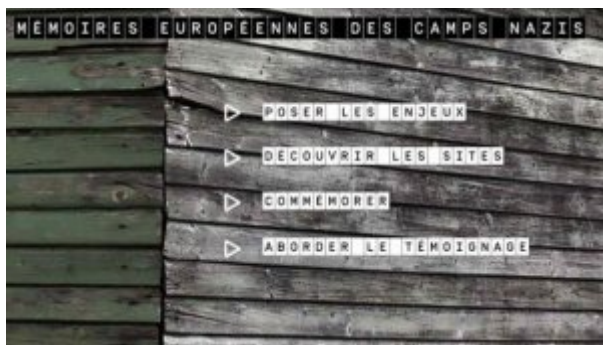 MÉMOIRES EUROPÉENNES DES CAMPS NAZIS
POSER LES ENJEUX
DÉCOUVRIR LES SITES
COMMÉMORER
ABORDER LE TÉMOIGNAGE